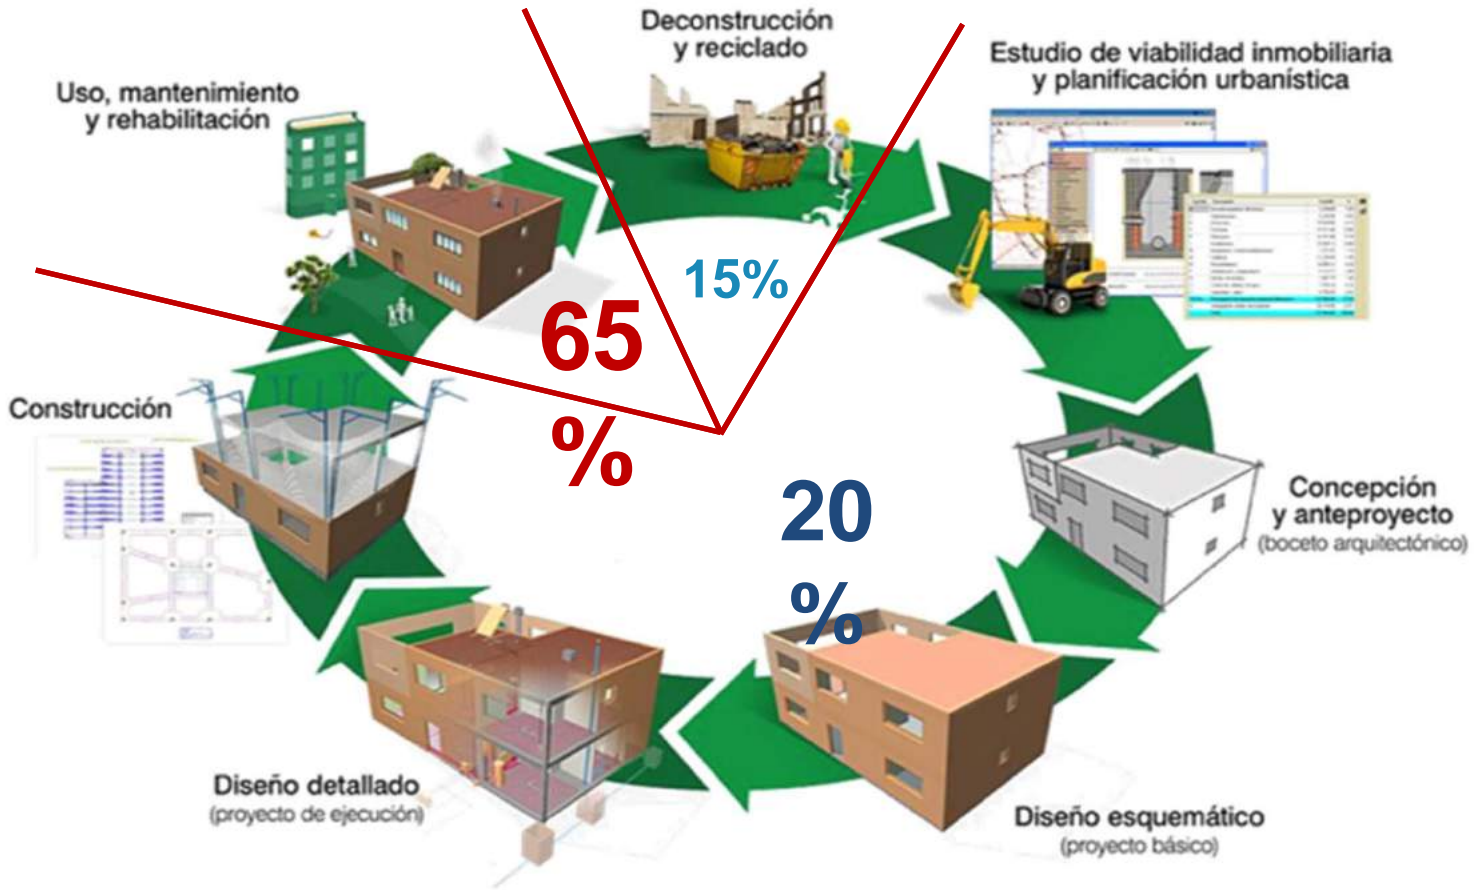 Deconstrucción
y reciclado
Estudio de viabilidad inmobiliaria
y planificación urbanística
Uso, mantenimiento
y rehabilitación
15%
65
%
Construcción
20
%
Concepción
y anteproyecto
(boceto arquitectónico)
Diseño detallado
(proyecto de ejecución)
Diseño esquemático
(proyecto básico)